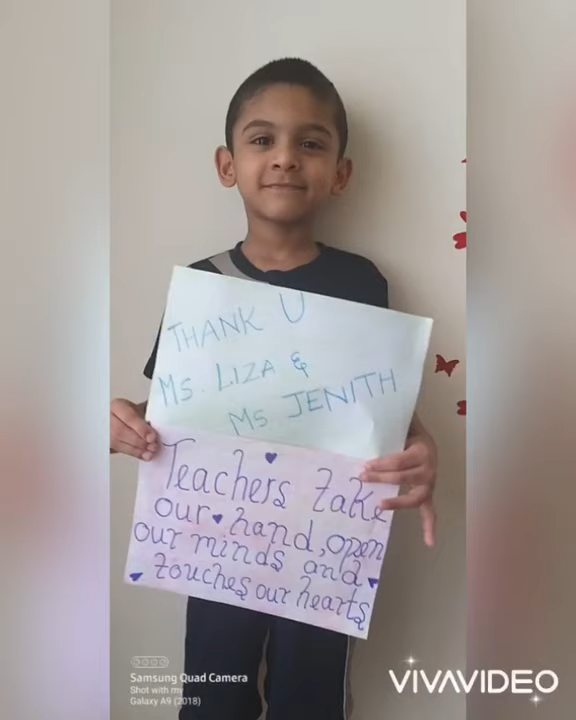 THANK U
Ms. LIZA &
Ms JENITH
Teachers take
our hand, open
our minds and
touches our hearts
Samsung Quad Camera
Shot with my
Galaxy A9 (2018)
VIVAVIDEO